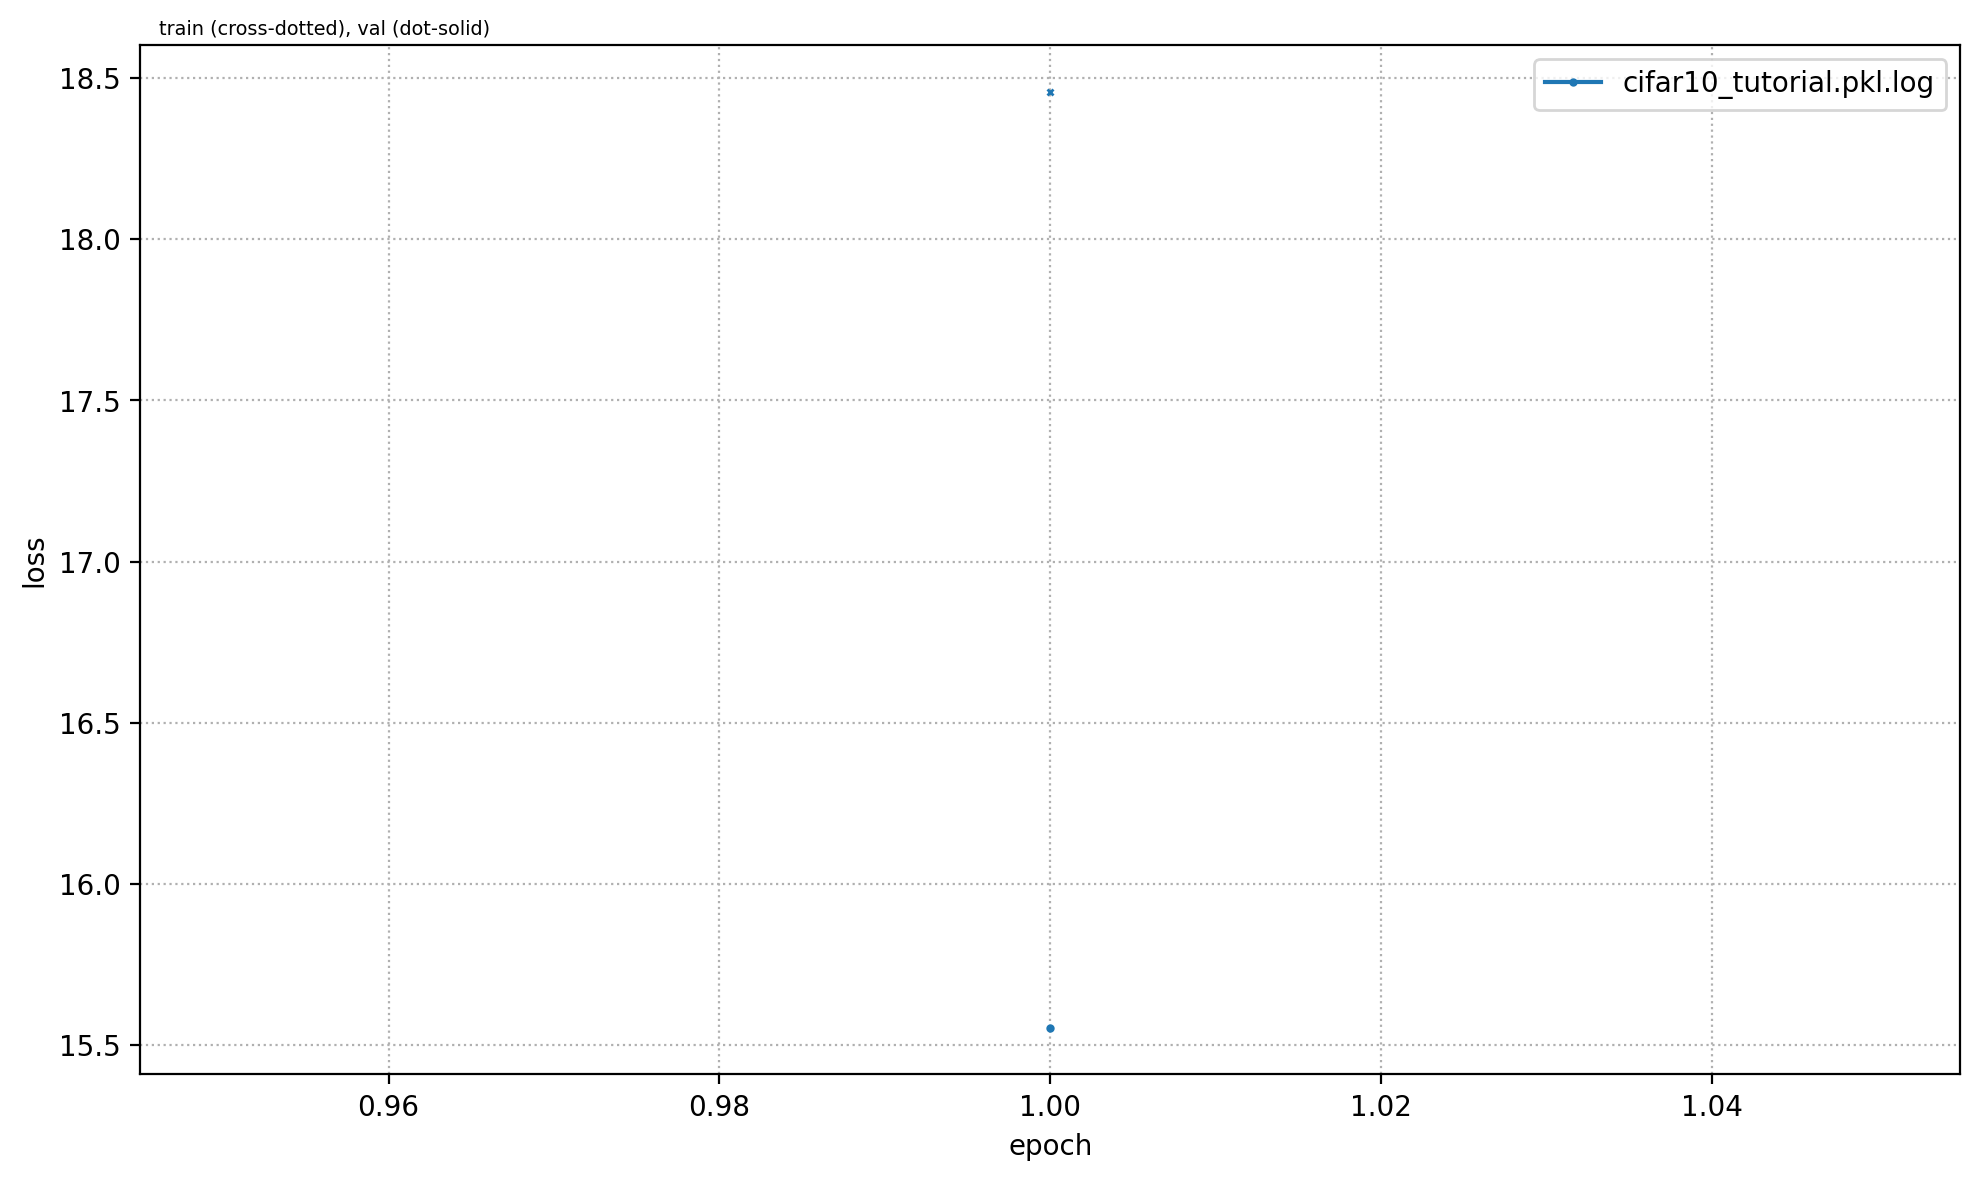 train (cross-dotted), val (dot-solid)
cifar10_tutorial.pkl.log
18.5
18.0
17.5
17.0
16.5
16.0
15.5
loss
0.96 0.98 1.00 1.02 1.04
epoch